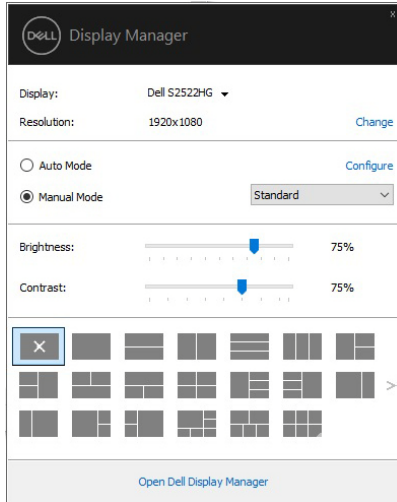 x
DELL Display Manager
Display: Dell S2522HG
Resolution: 1920x1080 Change
Auto Mode Configure
Manual Mode Standard
Brightness: 75%
Contrast: 75%
Open Dell Display Manager